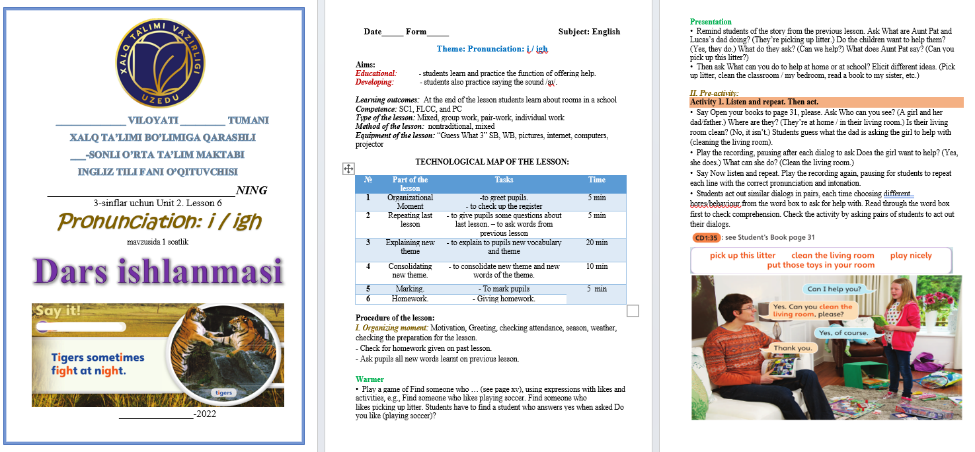 XALQ TALIMI VAZIRLIGI
UZEDU
____________ VILOYATI ________ TUMANI
XALQ TA'LIMI BO'LIMIGA QARASHLI
___-SONLI O'RTA TA'LIM MAKTABI
INGLIZ TILI FANI O'QITUVCHISI
____________________________NING
3-sinflar uchun Unit 2. Lesson 6
Pronunciation: i / igh
mavzusida 1 soatlik
Dars ishlanmasi
Say it!
Tigers sometimes
fight at night.
tigers
______________-2022
Date_____ Form_____ Subject: English
Theme: Pronunciation: i / igh
Aims:
Educational: - students learn and practice the function of offering help.
Developing: - students also practice saying the sound /aɪ/.
Learning outcomes: At the end of the lesson students learn about rooms in a school
Competence: SC1, FLCC, and PC
Type of the lesson: Mixed, group work, pair-work, individual work
Method of the lesson: nontraditional, mixed
Equipment of the lesson: "Guess What 3" SB, WB, pictures, internet, computers,
projector
TECHNOLOGICAL MAP OF THE LESSON:
№ Part of the lesson Tasks Time
1 Organizational Moment -to greet pupils. - to check up the register 5 min
2 Repeating last lesson - to give pupils some questions about last lesson. – to ask words from previous lesson 5 min
3 Explaining new theme - to explain to pupils new vocabulary and theme 20 min
4 Consolidating new theme. - to consolidate new theme and new words of the theme. 10 min
5 Marking. - To mark pupils 5 min
6 Homework. - Giving homework.
Procedure of the lesson:
I. Organizing moment: Motivation, Greeting, checking attendance, season, weather,
checking the preparation for the lesson.
- Check for homework given on past lesson.
- Ask pupils all new words learnt on previous lesson.
Warmer
• Play a game of Find someone who … (see page xv), using expressions with likes and
activities, e.g., Find someone who likes playing soccer. Find someone who
likes picking up litter. Students have to find a student who answers yes when asked Do
you like (playing soccer)?
Presentation
• Remind students of the story from the previous lesson. Ask What are Aunt Pat and
Lucas's dad doing? (They're picking up litter.) Do the children want to help them?
(Yes, they do.) What do they ask? (Can we help?) What does Aunt Pat say? (Can you
pick up this litter?)
• Then ask What can you do to help at home or at school? Elicit different ideas. (Pick
up litter, clean the classroom / my bedroom, read a book to my sister, etc.)
II. Pre-activity:
Activity 1. Listen and repeat. Then act.
• Say Open your books to page 31, please. Ask Who can you see? (A girl and her
dad/father.) Where are they? (They're at home / in their living room.) Is their living
room clean? (No, it isn't.) Students guess what the dad is asking the girl to help with
(cleaning the living room).
• Play the recording, pausing after each dialog to ask Does the girl want to help? (Yes,
she does.) What can she do? (Clean the living room.)
• Say Now listen and repeat. Play the recording again, pausing for students to repeat
each line with the correct pronunciation and intonation.
• Students act out similar dialogs in pairs, each time choosing different
hores/behaviour from the word box to ask for help with. Read through the word box
first to check comprehension. Check the activity by asking pairs of students to act out
their dialogs.
CD1:35: see Student's Book page 31
pick up this litter clean the living room play nicely
put those toys in your room
Can I help you?
Yes. Can you clean the
living room, please?
Yes, of course.
Thank you.